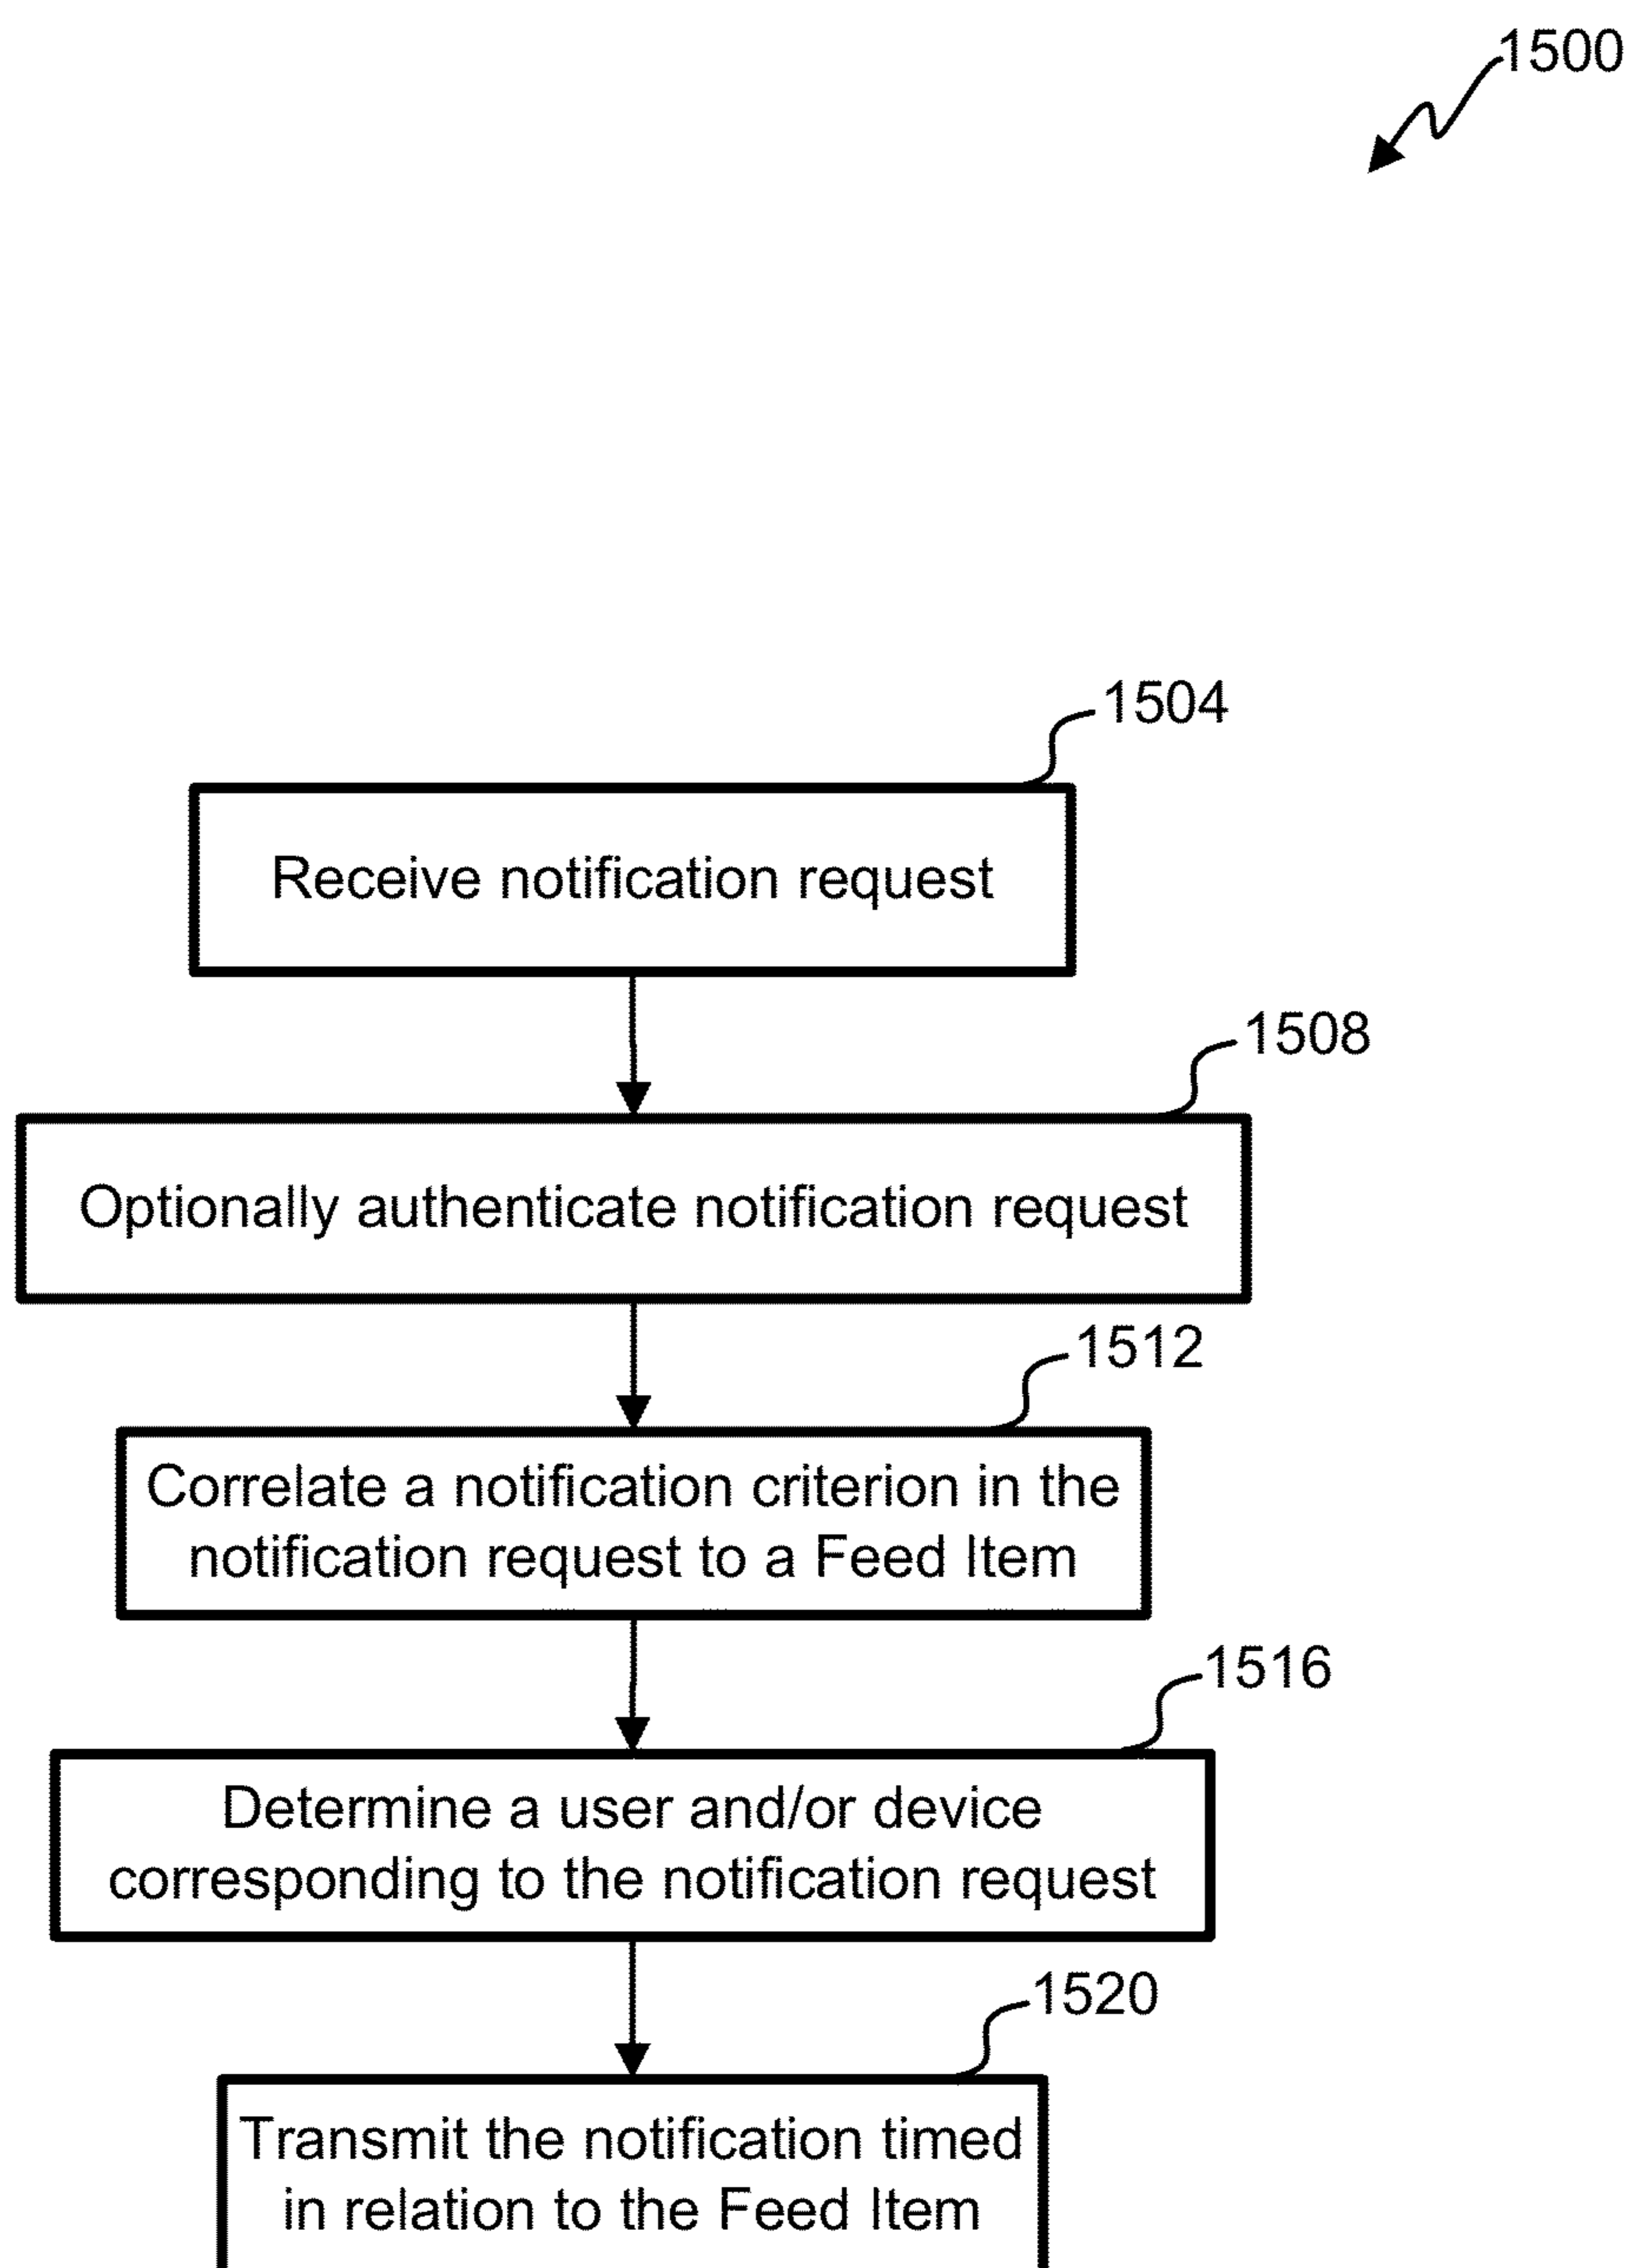 1500
1504
Receive notification request
1508
Optionally authenticate notification request
1512
Correlate a notification criterion in the
notification request to a Feed Item
1516
Determine a user and/or device
corresponding to the notification request
1520
Transmit the notification timed
in relation to the Feed Item